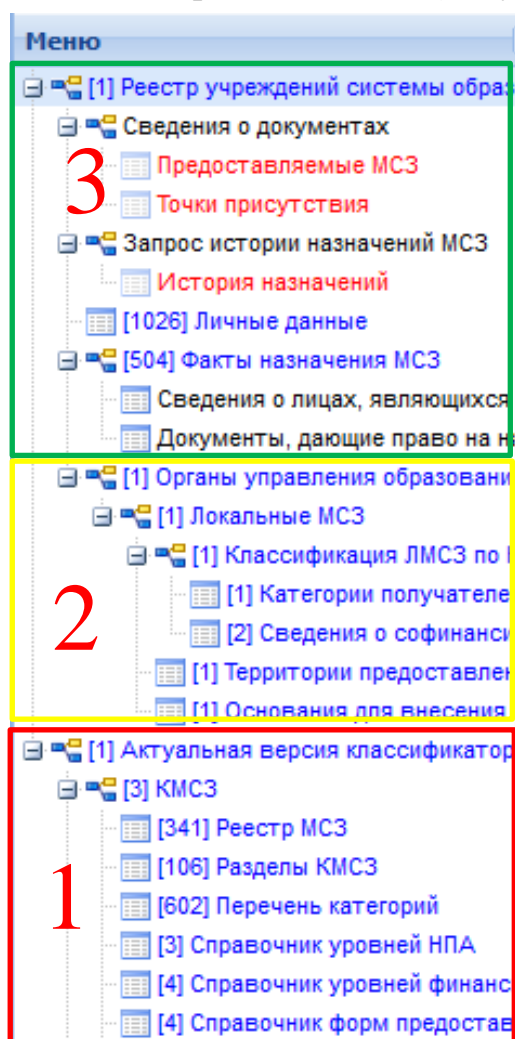 Меню
[1] Реестр учреждений системы образ
Сведения о документах
3
Предоставляемые МСЗ
Точки присутствия
Запрос истории назначений МСЗ
История назначений
[1026] Личные данные
[504] Факты назначения МСЗ
Сведения о лицах, являющихся
Документы, дающие право на на
[1] Органы управления образовани
[1] Локальные МСЗ
[1] Классификация ЛМСЗ по
2
[1] Категории получателе
[2] Сведения о софинанси
[1] Территории предоставлен
[1] Основания для внесения
[1] Актуальная версия классификатор
[3] КМСЗ
[341] Реестр МСЗ
1
[106] Разделы КМСЗ
[602] Перечень категорий
[3] Справочник уровней НПА
[4] Справочник уровней финанс
[4] Справочник форм предостав